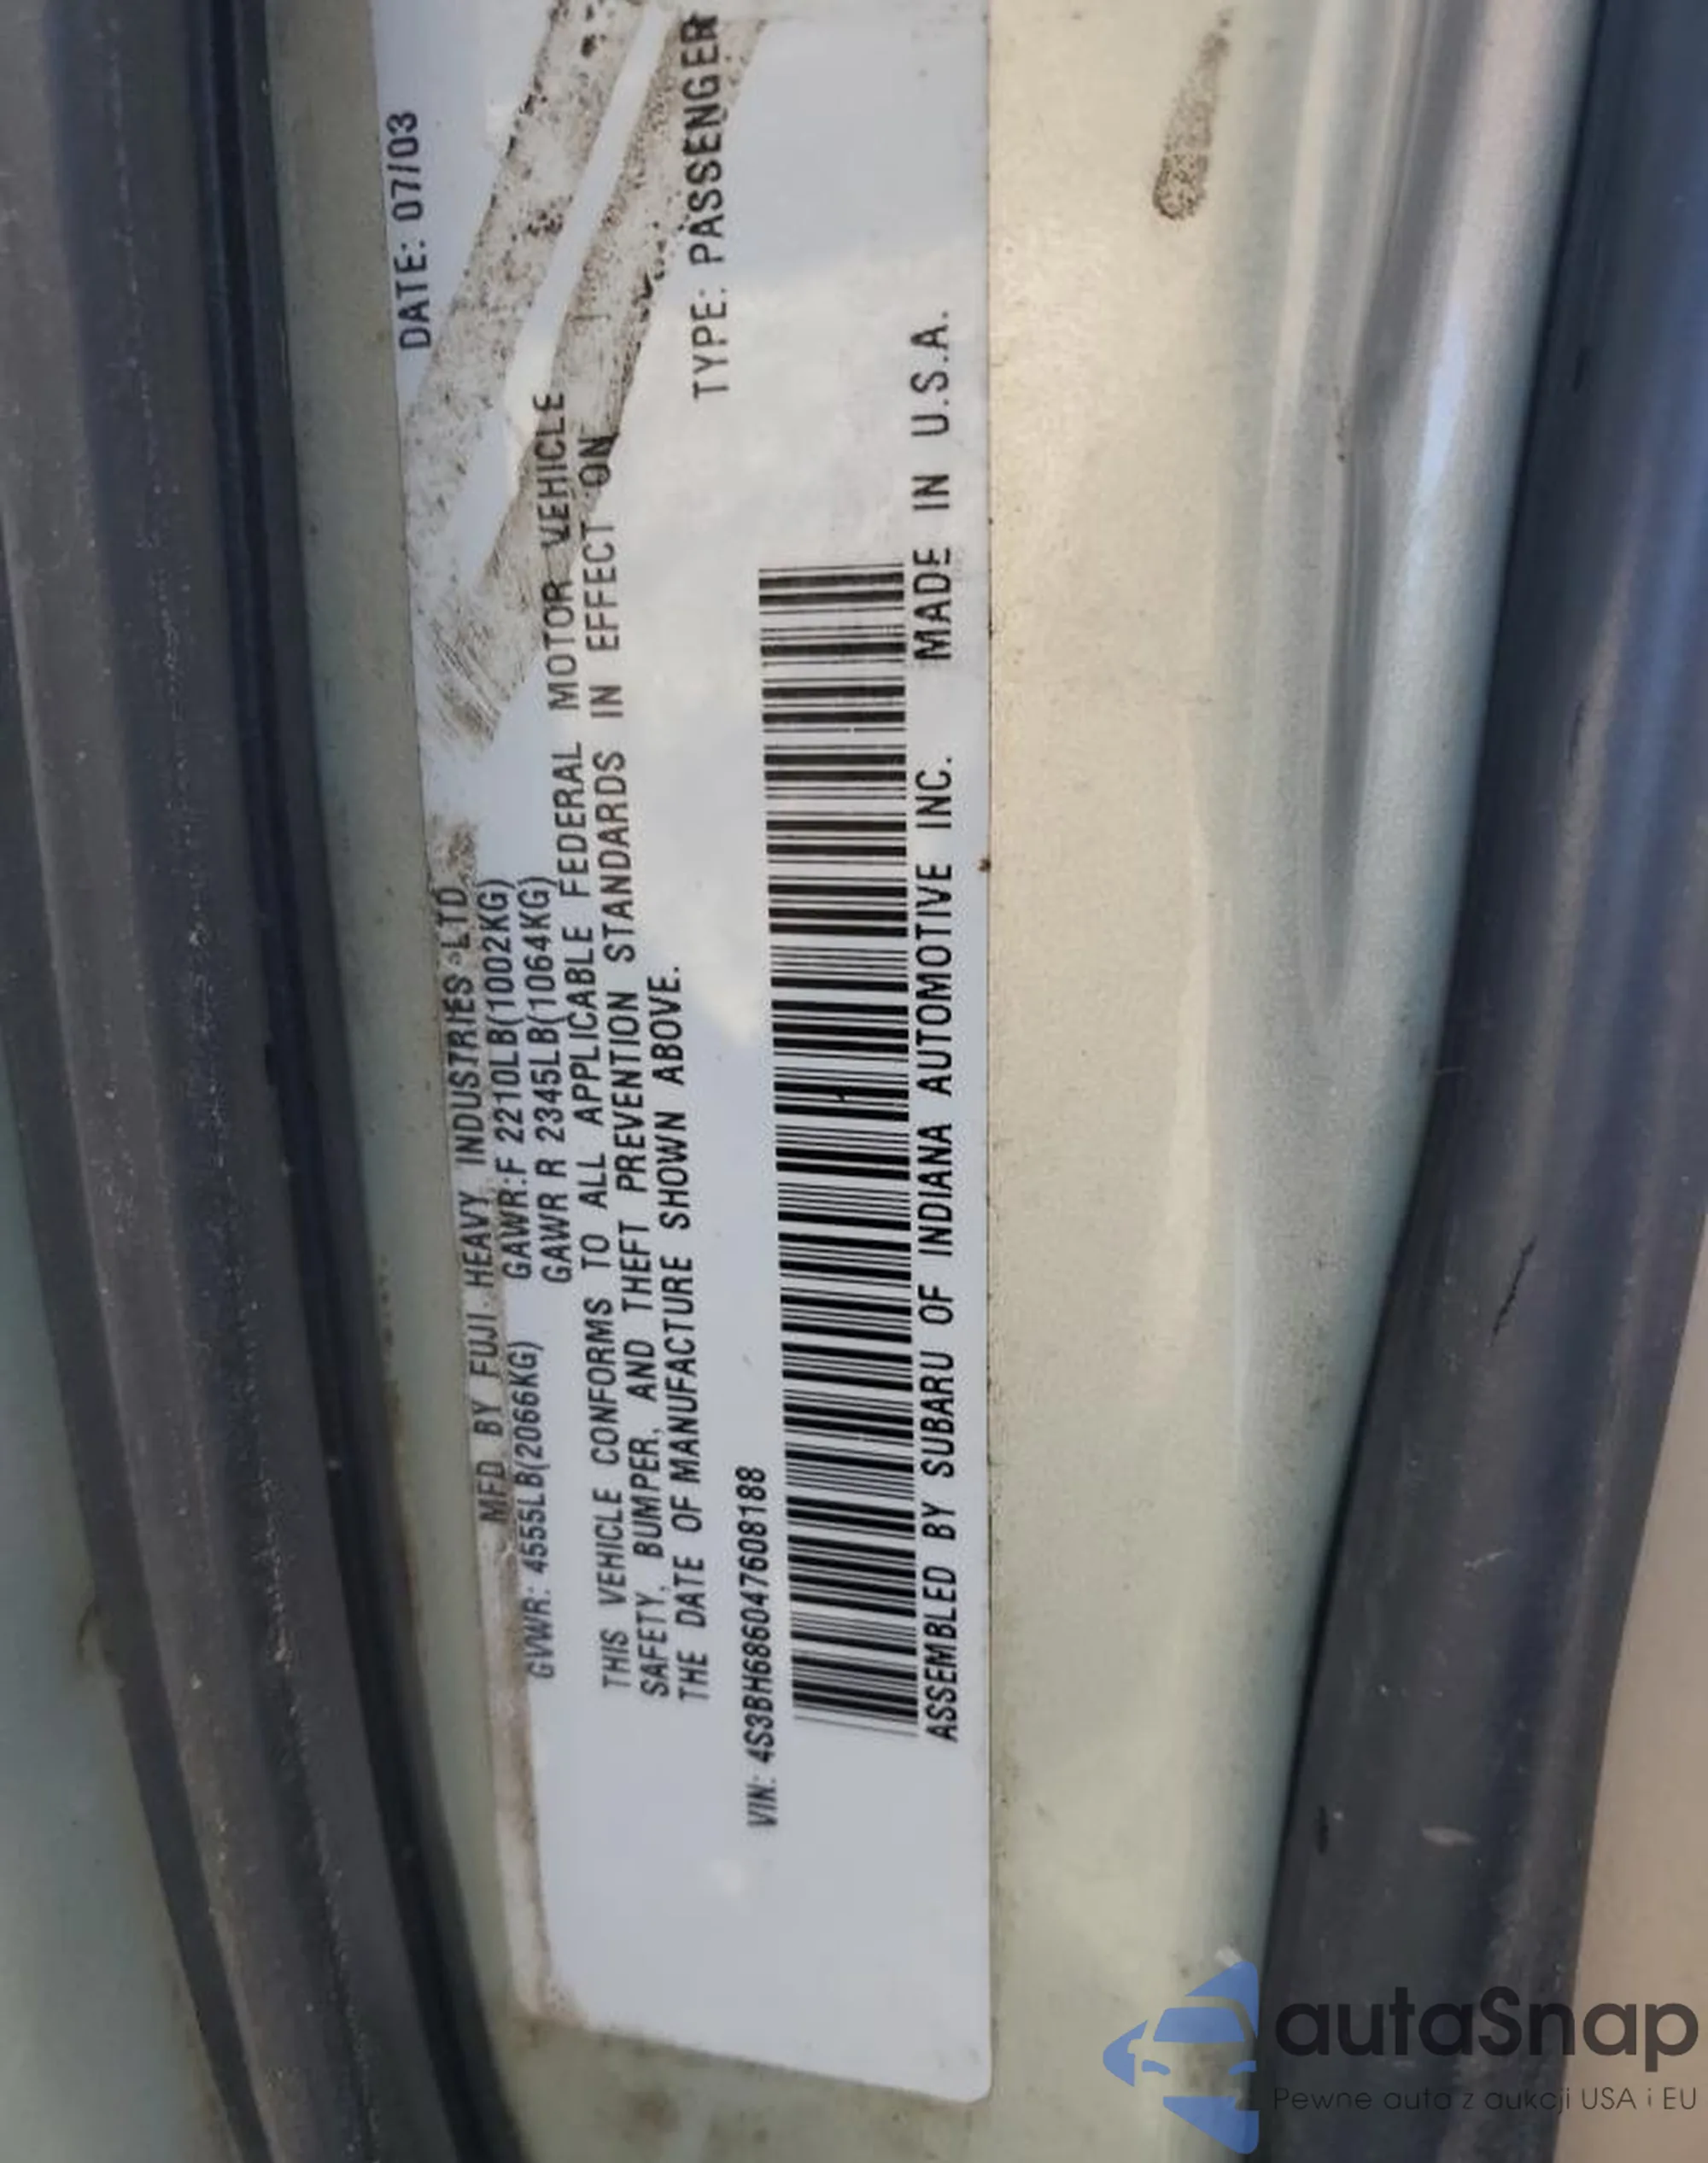 MFD BY FUJI HEAVY INDUSTRIES LTD. DATE: 07/03
GVWR: 4555LB(2066KG) GAWR:F 2210LB(1002KG)
GAWR R 2345LB(1064KG)
THIS VEHICLE CONFORMS TO ALL APPLICABLE FEDERAL MOTOR VEHICLE
SAFETY, BUMPER, AND THEFT PREVENTION STANDARDS IN EFFECT ON
THE DATE OF MANUFACTURE SHOWN ABOVE.
VIN: 4S3BH686047608188 TYPE: PASSENGER
ASSEMBLED BY SUBARU OF INDIANA AUTOMOTIVE INC. MADE IN U.S.A.
autaSnap
Pewne auta z aukcji USA i EU